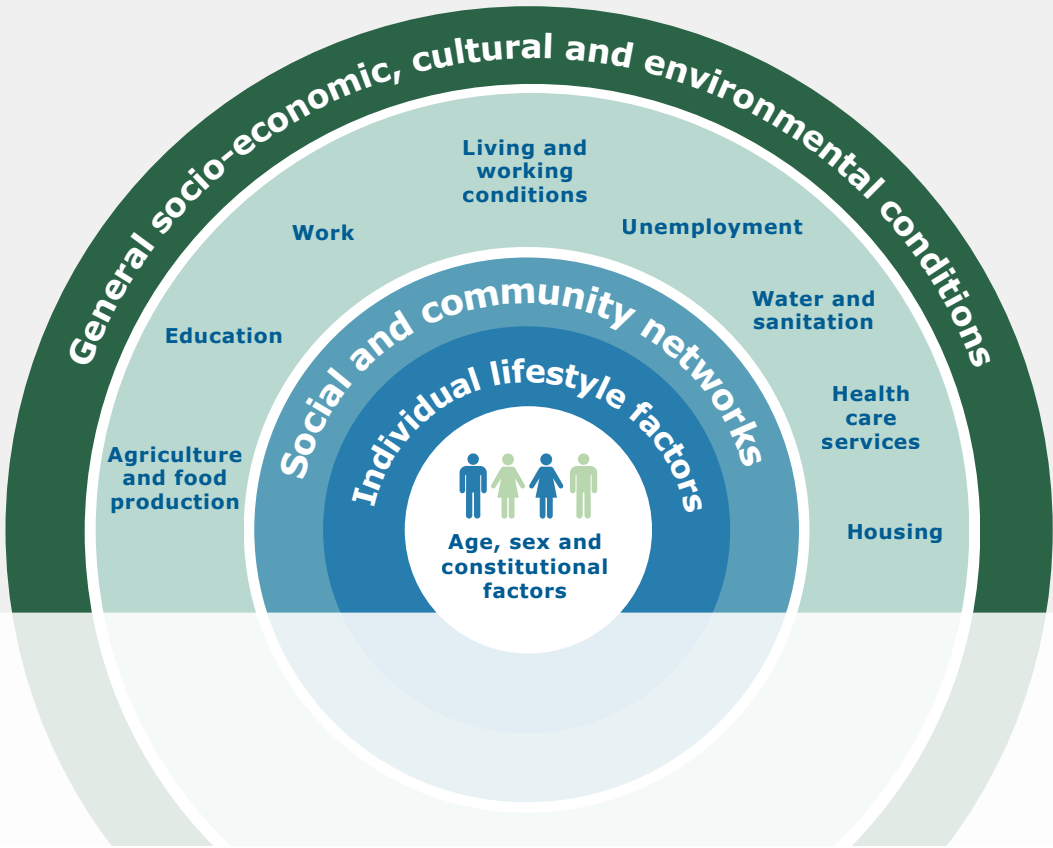 General socio-economic, cultural and environmental conditions
Living and
working
conditions
Work
Unemployment
Education
Water and
sanitation
Agriculture
and food
production
Health
care
services
Housing
Social and community networks
Individual lifestyle factors
Age, sex and
constitutional
factors